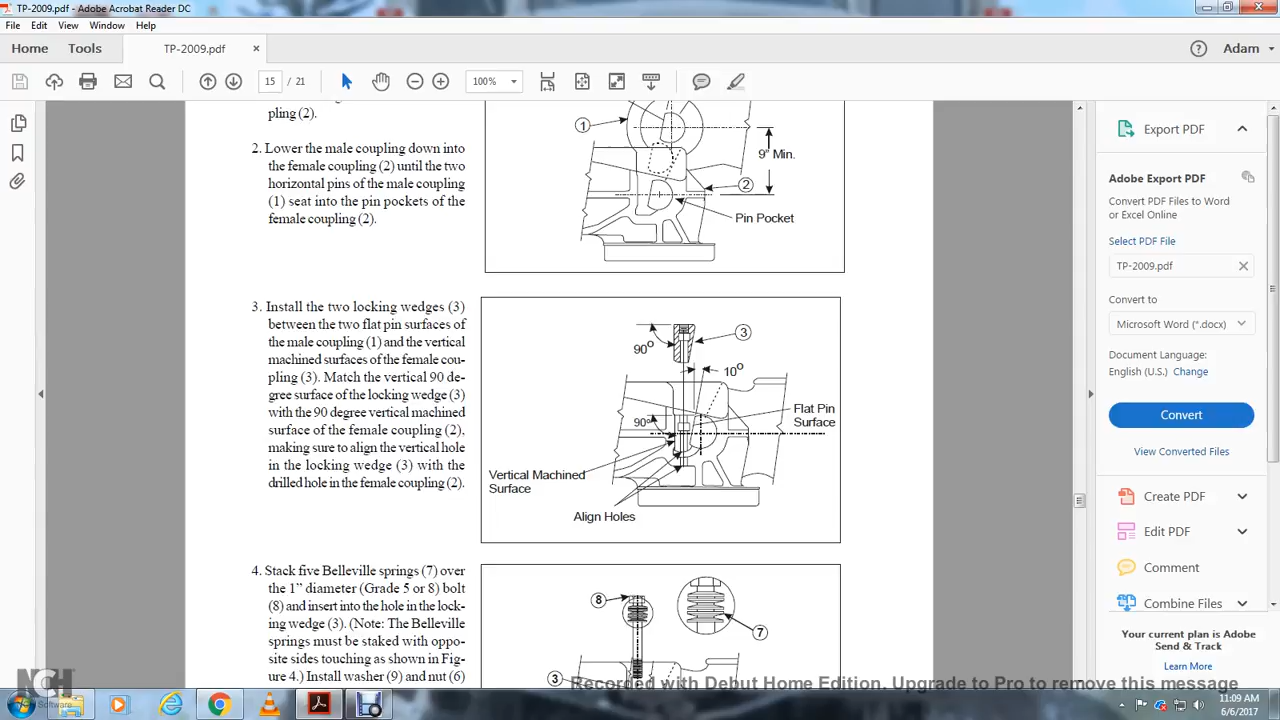 TP-2009.pdf - Adobe Acrobat Reader DC
File Edit View Window Help
Home Tools TP-2009.pdf × Adam
15 / 21 100%
pling (2).
2. Lower the male coupling down into
the female coupling (2) until the two
horizontal pins of the male coupling
(1) seat into the pin pockets of the
female coupling (2).
1
9" Min.
2
Pin Pocket
3. Install the two locking wedges (3)
between the two flat pin surfaces of
the male coupling (1) and the vertical
machined surfaces of the female cou-
pling (3). Match the vertical 90 de-
gree surface of the locking wedge (3)
with the 90 degree vertical machined
surface of the female coupling (2),
making sure to align the vertical hole
in the locking wedge (3) with the
drilled hole in the female coupling (2).
3
90°
10°
90°
Flat Pin
Surface
Vertical Machined
Surface
Align Holes
4. Stack five Belleville springs (7) over
the 1" diameter (Grade 5 or 8) bolt
(8) and insert into the hole in the lock-
ing wedge (3). (Note: The Belleville
springs must be staked with oppo-
site sides touching as shown in Fig-
ure 4.) Install washer (9) and nut (6)
8
7
3
Export PDF
Adobe Export PDF
Convert PDF Files to Word
or Excel Online
Select PDF File
TP-2009.pdf
Convert to
Microsoft Word (*.docx)
Document Language:
English (U.S.) Change
Convert
View Converted Files
Create PDF
Edit PDF
Comment
Combine Files
Your current plan is Adobe
Send & Track
Learn More
Recorded with Debut Home Edition. Upgrade to Pro to remove this message
NCH
Software
11:09 AM
6/6/2017